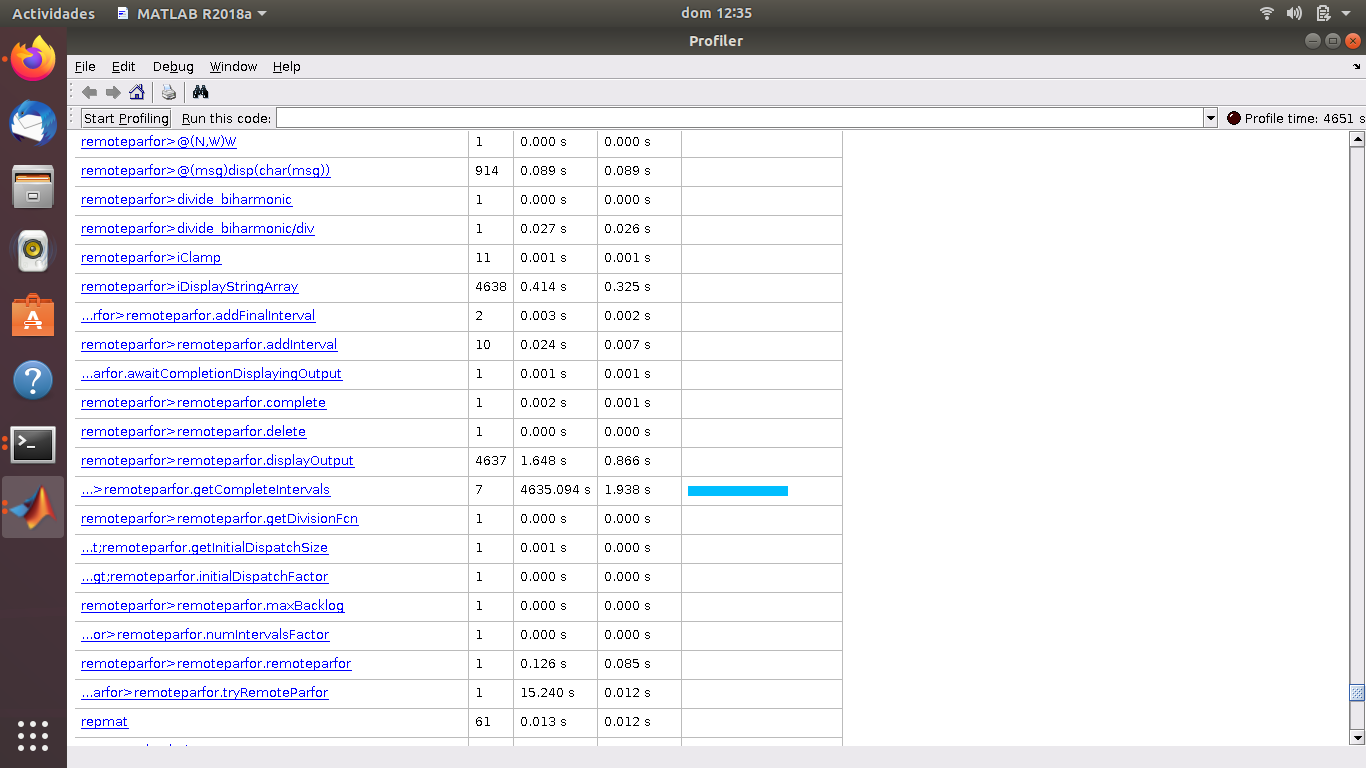 Actividades MATLAB R2018a dom 12:35
Profiler
File Edit Debug Window Help
Start Profiling Run this code: Profile time: 4651 s
remoteparfor>@(N,W)W 1 0.000 s 0.000 s
remoteparfor>@(msg)disp(char(msg)) 914 0.089 s 0.089 s
remoteparfor>divide_biharmonic 1 0.000 s 0.000 s
remoteparfor>divide_biharmonic/div 1 0.027 s 0.026 s
remoteparfor>iClamp 11 0.001 s 0.001 s
remoteparfor>iDisplayStringArray 4638 0.414 s 0.325 s
...rfor>remoteparfor.addFinalInterval 2 0.003 s 0.002 s
remoteparfor>remoteparfor.addInterval 10 0.024 s 0.007 s
...arfor.awaitCompletionDisplayingOutput 1 0.001 s 0.001 s
remoteparfor>remoteparfor.complete 1 0.002 s 0.001 s
remoteparfor>remoteparfor.delete 1 0.000 s 0.000 s
remoteparfor>remoteparfor.displayOutput 4637 1.648 s 0.866 s
...>remoteparfor.getCompleteIntervals 7 4635.094 s 1.938 s
remoteparfor>remoteparfor.getDivisionFcn 1 0.000 s 0.000 s
...t;remoteparfor.getInitialDispatchSize 1 0.001 s 0.000 s
...gt;remoteparfor.initialDispatchFactor 1 0.000 s 0.000 s
remoteparfor>remoteparfor.maxBacklog 1 0.000 s 0.000 s
...or>remoteparfor.numIntervalsFactor 1 0.000 s 0.000 s
remoteparfor>remoteparfor.remoteparfor 1 0.126 s 0.085 s
...arfor>remoteparfor.tryRemoteParfor 1 15.240 s 0.012 s
repmat 61 0.013 s 0.012 s